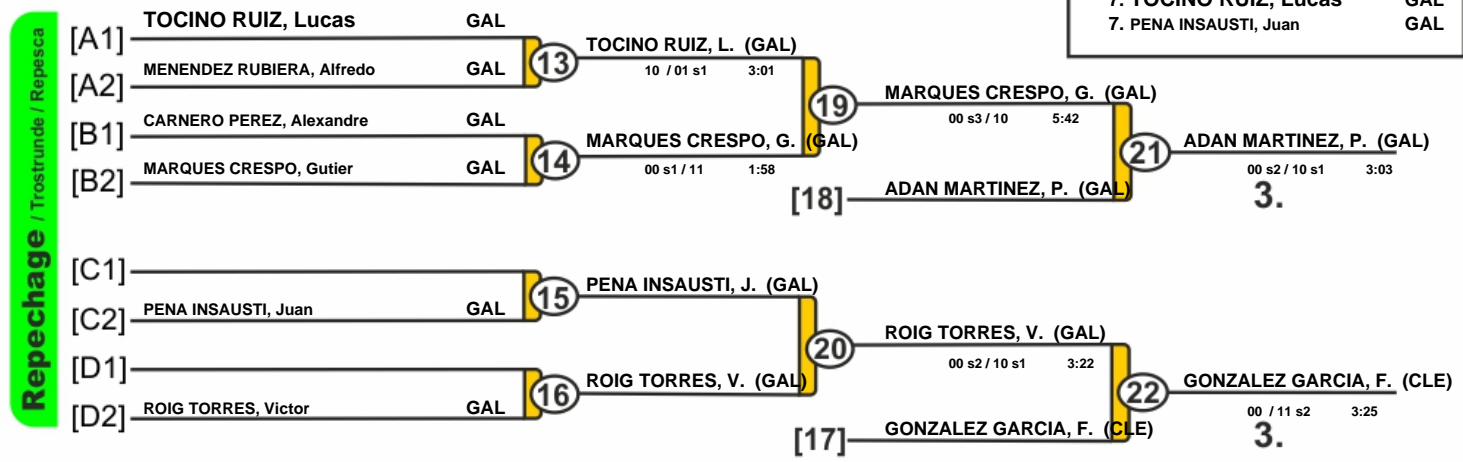 7. TOCINO RUIZ, Lucas GAL
7. PENA INSAUSTI, Juan GAL
Repechage / Trostrunde / Repesca
[A1] TOCINO RUIZ, Lucas GAL
[A2] MENENDEZ RUBIERA, Alfredo GAL
13
TOCINO RUIZ, L. (GAL)
10 / 01 s1 3:01
[B1] CARNERO PEREZ, Alexandre GAL
[B2] MARQUES CRESPO, Gutier GAL
14
MARQUES CRESPO, G. (GAL)
00 s1 / 11 1:58
19
MARQUES CRESPO, G. (GAL)
00 s3 / 10 5:42
[18] ADAN MARTINEZ, P. (GAL)
21
ADAN MARTINEZ, P. (GAL)
00 s2 / 10 s1 3:03
3.
[C1]
[C2] PENA INSAUSTI, Juan GAL
15
PENA INSAUSTI, J. (GAL)
[D1]
[D2] ROIG TORRES, Victor GAL
16
ROIG TORRES, V. (GAL)
20
ROIG TORRES, V. (GAL)
00 s2 / 10 s1 3:22
[17] GONZALEZ GARCIA, F. (CLE)
22
GONZALEZ GARCIA, F. (CLE)
00 / 11 s2 3:25
3.